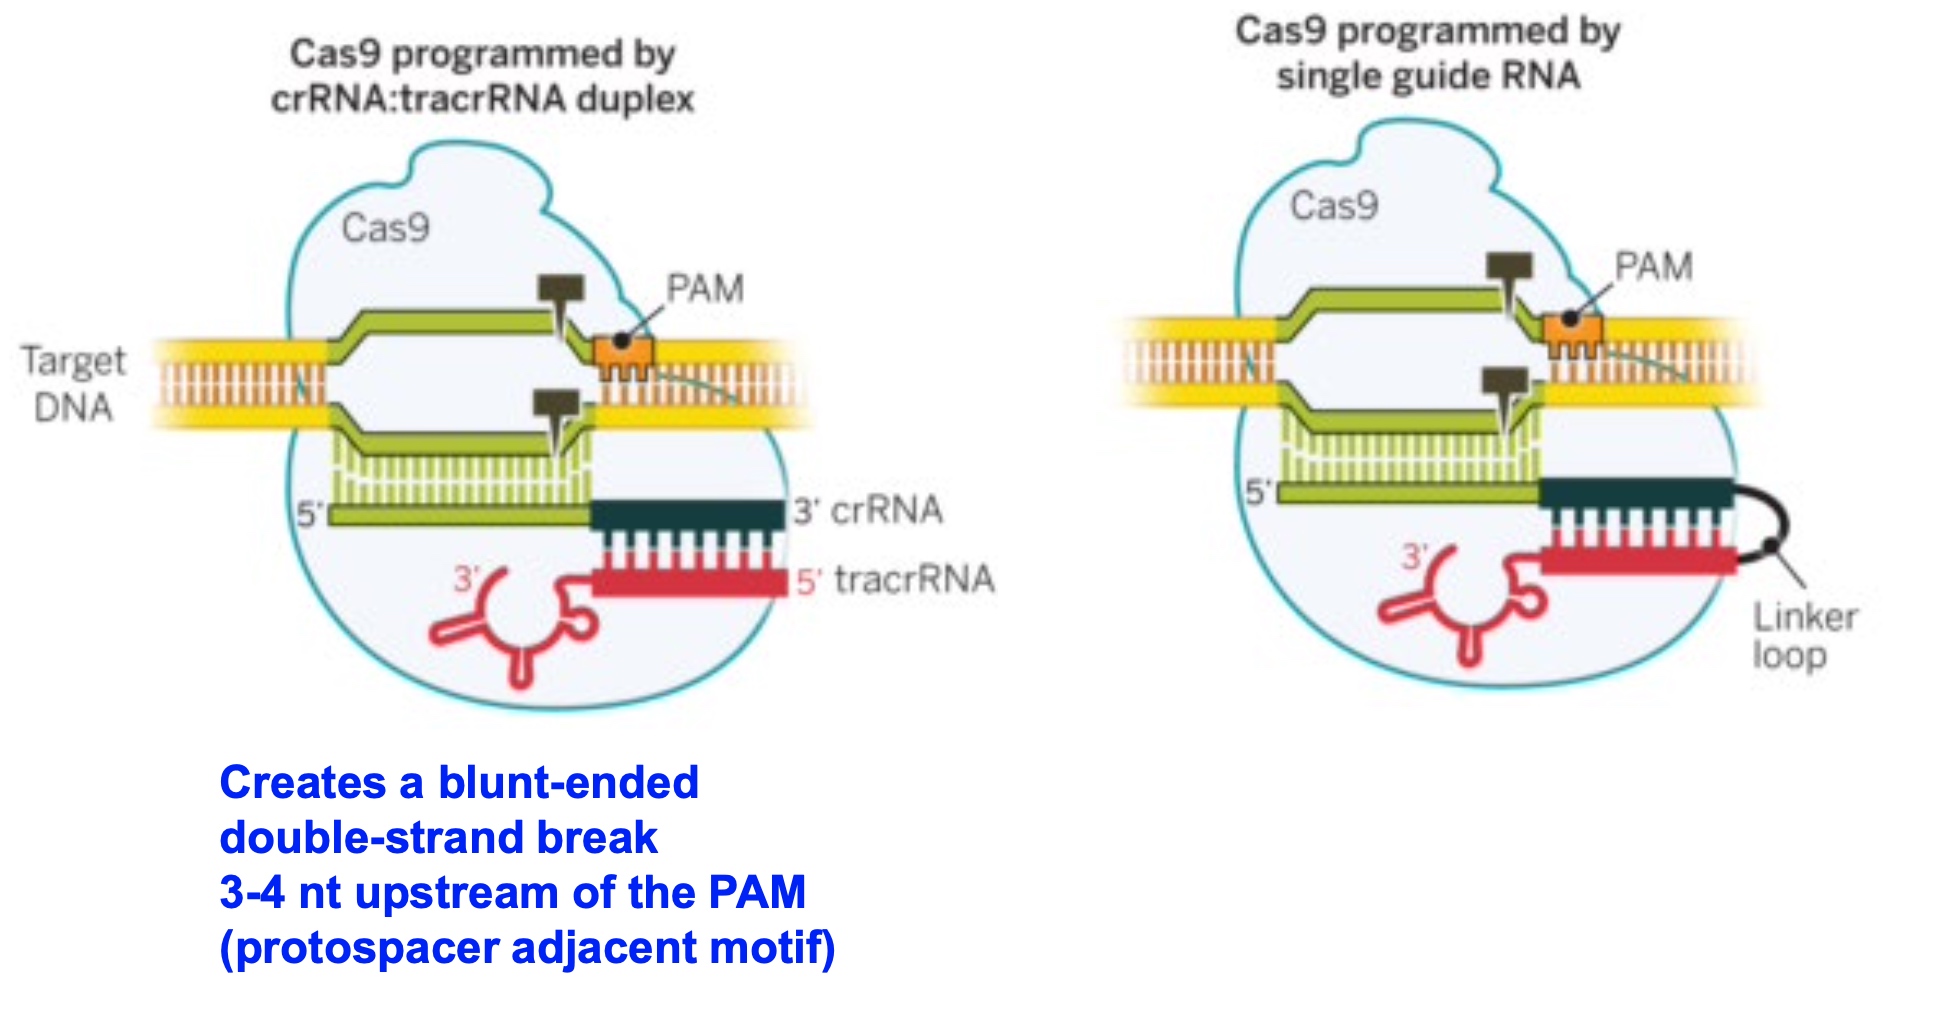 Cas9 programmed by
crRNA:tracrRNA duplex
Cas9
PAM
Target
DNA
5'
3' crRNA
3'
5' tracrRNA
Creates a blunt-ended
double-strand break
3-4 nt upstream of the PAM
(protospacer adjacent motif)
Cas9 programmed by
single guide RNA
Cas9
PAM
5'
3'
Linker
loop